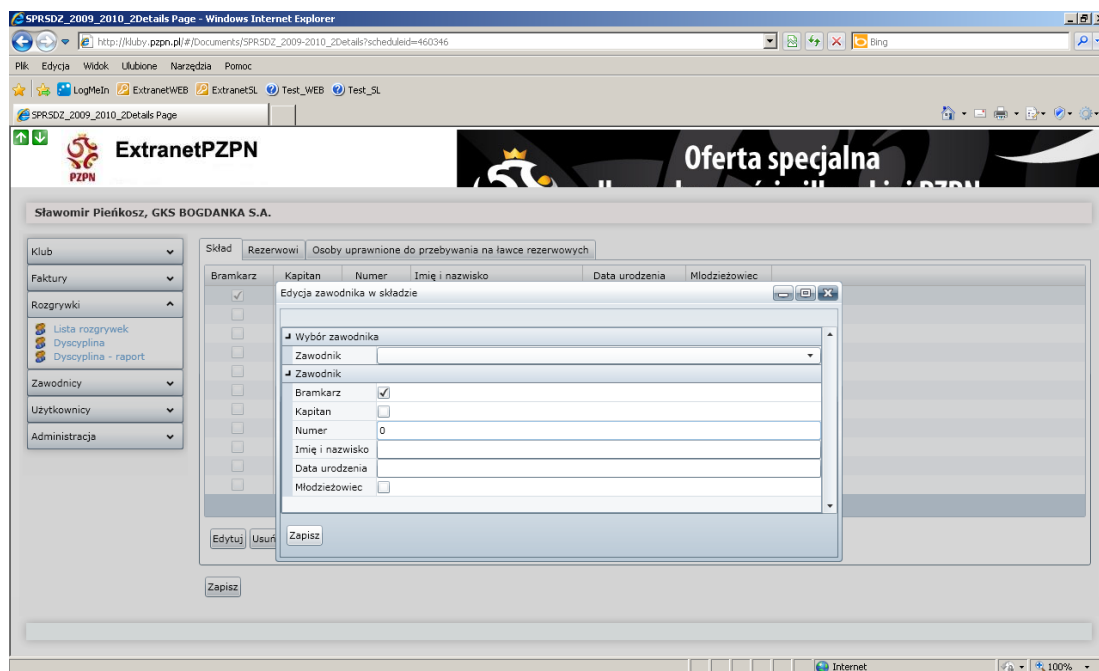 SPRSDZ_2009_2010_2Details Page - Windows Internet Explorer
http://kluby.pzpn.pl/#/Documents/SPRSDZ_2009-2010_2Details?scheduleid=460346
Bing
Plik Edycja Widok Ulubione Narzędzia Pomoc
LogMeIn ExtranetWEB ExtranetSL Test_WEB Test_SL
SPRSDZ_2009_2010_2Details Page
PZPN
ExtranetPZPN
Oferta specjalna
Sławomir Pieńkosz, GKS BOGDANKA S.A.
Klub
Faktury
Rozgrywki
Lista rozgrywek
Dyscyplina
Dyscyplina - raport
Zawodnicy
Użytkownicy
Administracja
Skład Rezerwowi Osoby uprawnione do przebywania na ławce rezerwowych
Bramkarz Kapitan Numer Imię i nazwisko Data urodzenia Młodzieżowiec
Edycja zawodnika w składzie
Wybór zawodnika
Zawodnik
Zawodnik
Bramkarz
Kapitan
Numer 0
Imię i nazwisko
Data urodzenia
Młodzieżowiec
Zapisz
Edytuj Usuń
Zapisz
Internet 100%